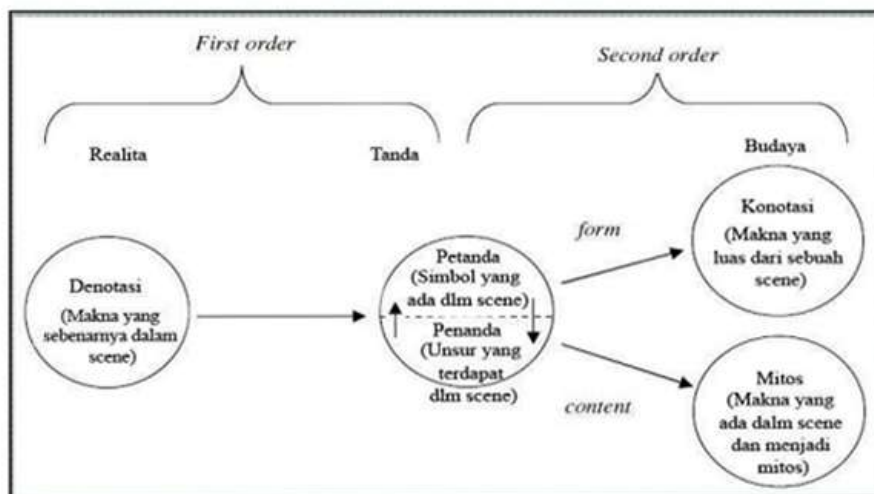 First order
Second order
Realita
Tanda
Budaya
Denotasi
(Makna yang
sebenarnya dalam
scene)
Petanda
(Simbol yang
ada dlm scene)
Penanda
(Unsur yang
terdapat
dlm scene)
form
content
Konotasi
(Makna yang
luas dari sebuah
scene)
Mitos
(Makna yang
ada dalm scene
dan menjadi
mitos)